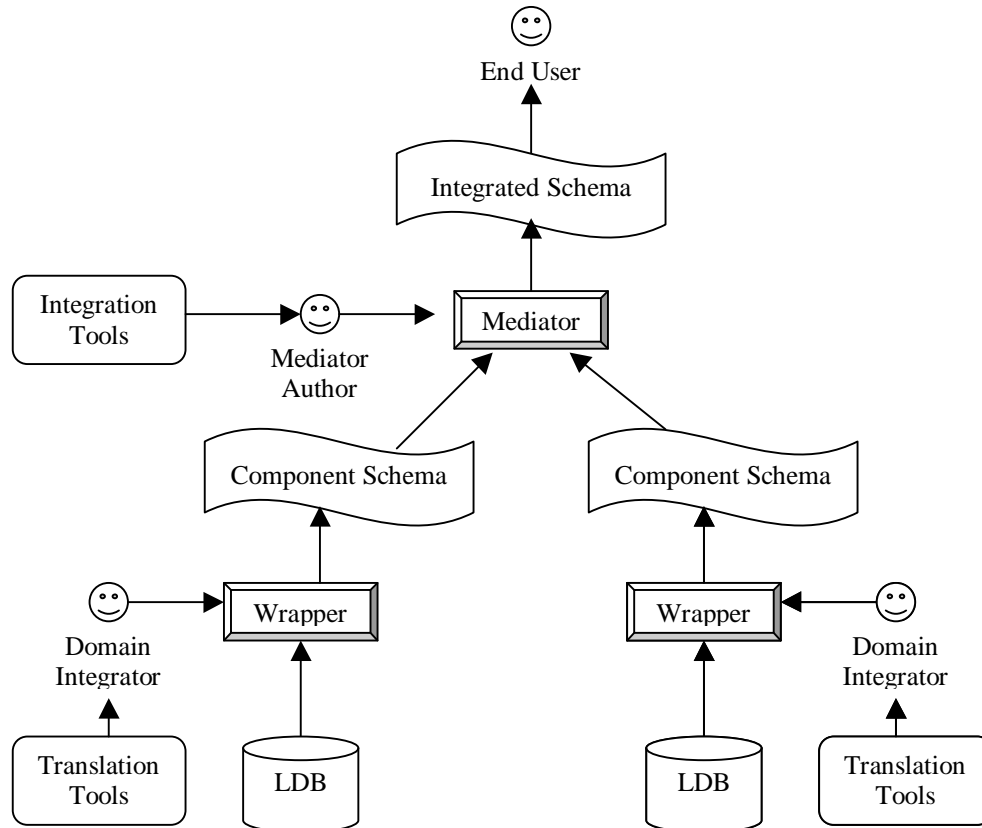 End User
Integrated Schema
Integration
Tools
Mediator
Mediator
Author
Component Schema
Component Schema
Wrapper
Wrapper
Domain
Integrator
Domain
Integrator
Translation
Tools
LDB
LDB
Translation
Tools